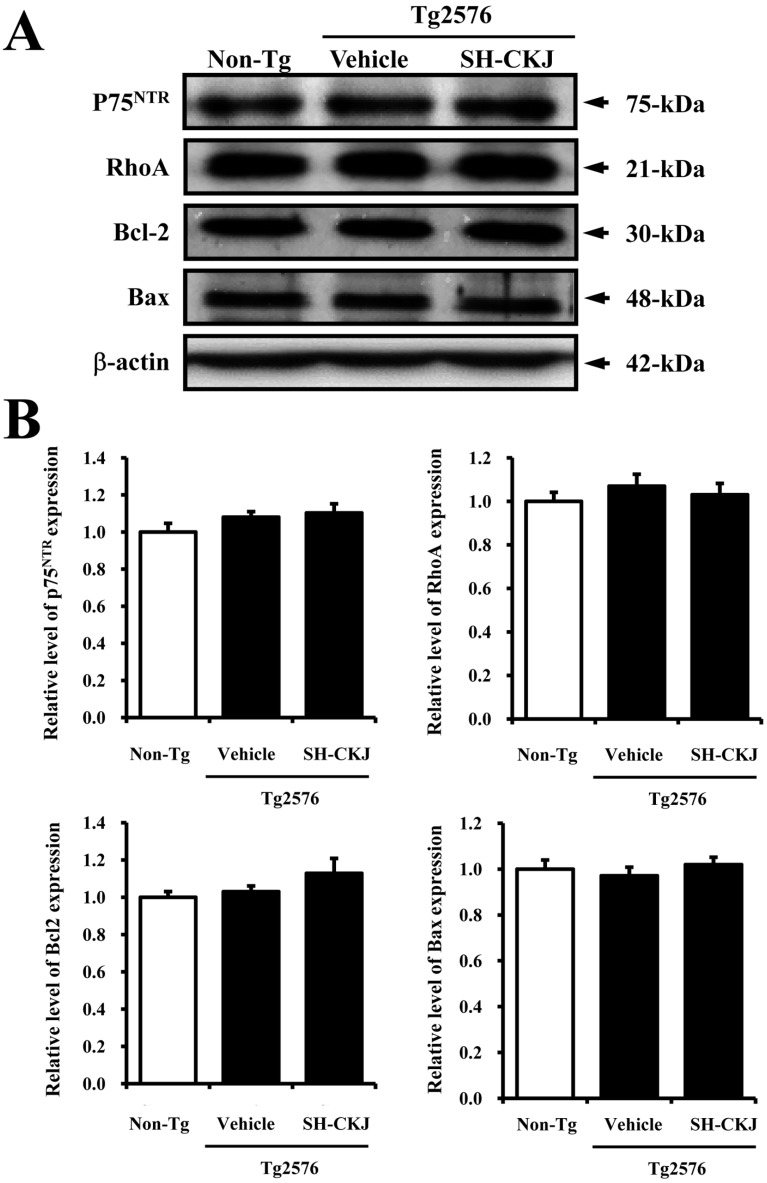 A
Tg2576
Non-Tg Vehicle SH-CKJ
P75NTR 75-kDa
RhoA 21-kDa
Bcl-2 30-kDa
Bax 48-kDa
β-actin 42-kDa
B
Relative level of p75NTR expression
1.4
1.2
1.0
0.8
0.6
0.4
0.2
0.0
Non-Tg Vehicle SH-CKJ
Tg2576
Relative level of RhoA expression
1.2
1.0
0.8
0.6
0.4
0.2
0.0
Non-Tg Vehicle SH-CKJ
Tg2576
Relative level of Bcl2 expression
1.4
1.2
1.0
0.8
0.6
0.4
0.2
0.0
Non-Tg Vehicle SH-CKJ
Tg2576
Relative level of Bax expression
1.2
1.0
0.8
0.6
0.4
0.2
0.0
Non-Tg Vehicle SH-CKJ
Tg2576